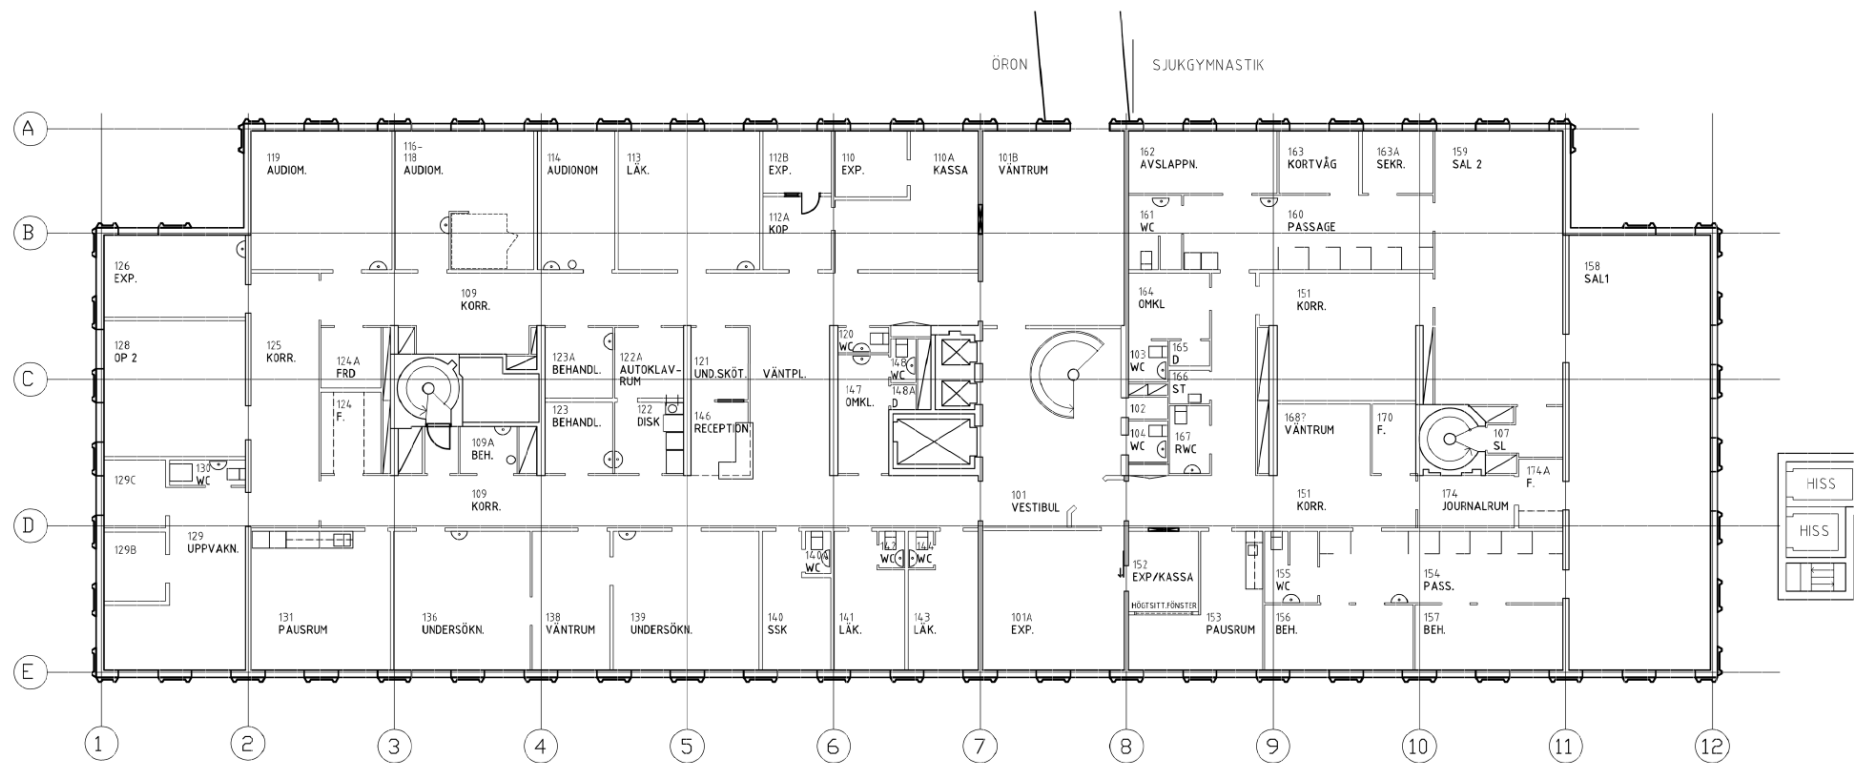 ÖRON
SJUKGYMNASTIK
A
119
AUDIOM.
116-
118
AUDIOM.
114
AUDIONOM
113
LÄK.
112B
EXP.
110
EXP.
110A
KASSA
101B
VÄNTRUM
162
AVSLAPPN.
163
KORTVÅG
163A
SEKR.
159
SAL 2
B
112A
KOP
161
WC
160
PASSAGE
126
EXP.
109
KORR.
164
OMKL
151
KORR.
158
SAL1
128
OP 2
125
KORR.
124A
FRD
123A
BEHANDL.
122A
AUTOKLAV-
RUM
121
UND.SKÖT.
VÄNTPL.
120
WC
148
WC
103
WC
165
D
C
124
F.
123
BEHANDL.
122
DISK
146
RECEPTION
147
OMKL.
148A
D
166
ST
102
104
WC
167
RWC
168?
VÄNTRUM
170
F.
107
SL
109A
BEH.
129C
130
WC
174A
F.
HISS
109
KORR.
101
VESTIBUL
151
KORR.
174
JOURNALRUM
D
HISS
129B
129
UPPVAKN.
140
WC
142
WC
144
WC
152
EXP/KASSA
155
WC
154
PASS.
HÖGTSITT.FÖNSTER
131
PAUSRUM
136
UNDERSÖKN.
138
VÄNTRUM
139
UNDERSÖKN.
140
SSK
141
LÄK.
143
LÄK.
101A
EXP.
153
PAUSRUM
156
BEH.
157
BEH.
E
1
2
3
4
5
6
7
8
9
10
11
12